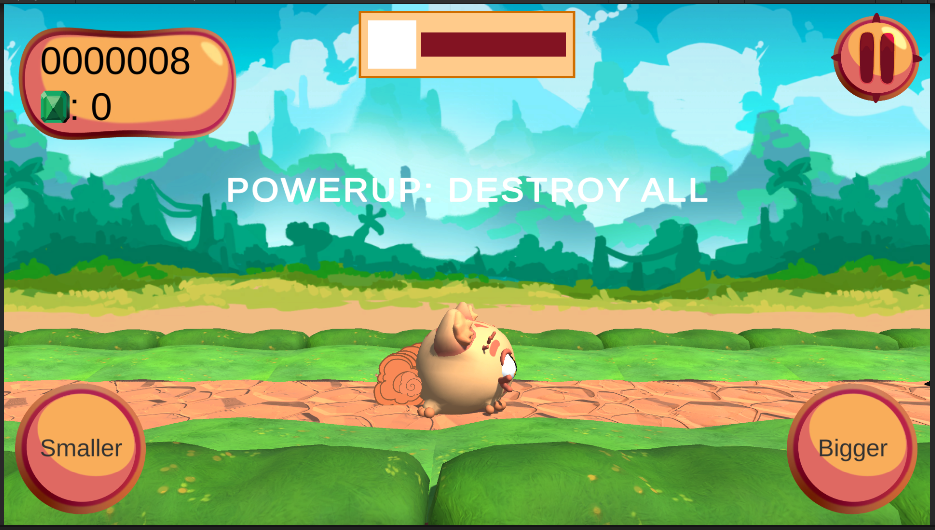 0000008
: 0
POWERUP: DESTROY ALL
Smaller
Bigger